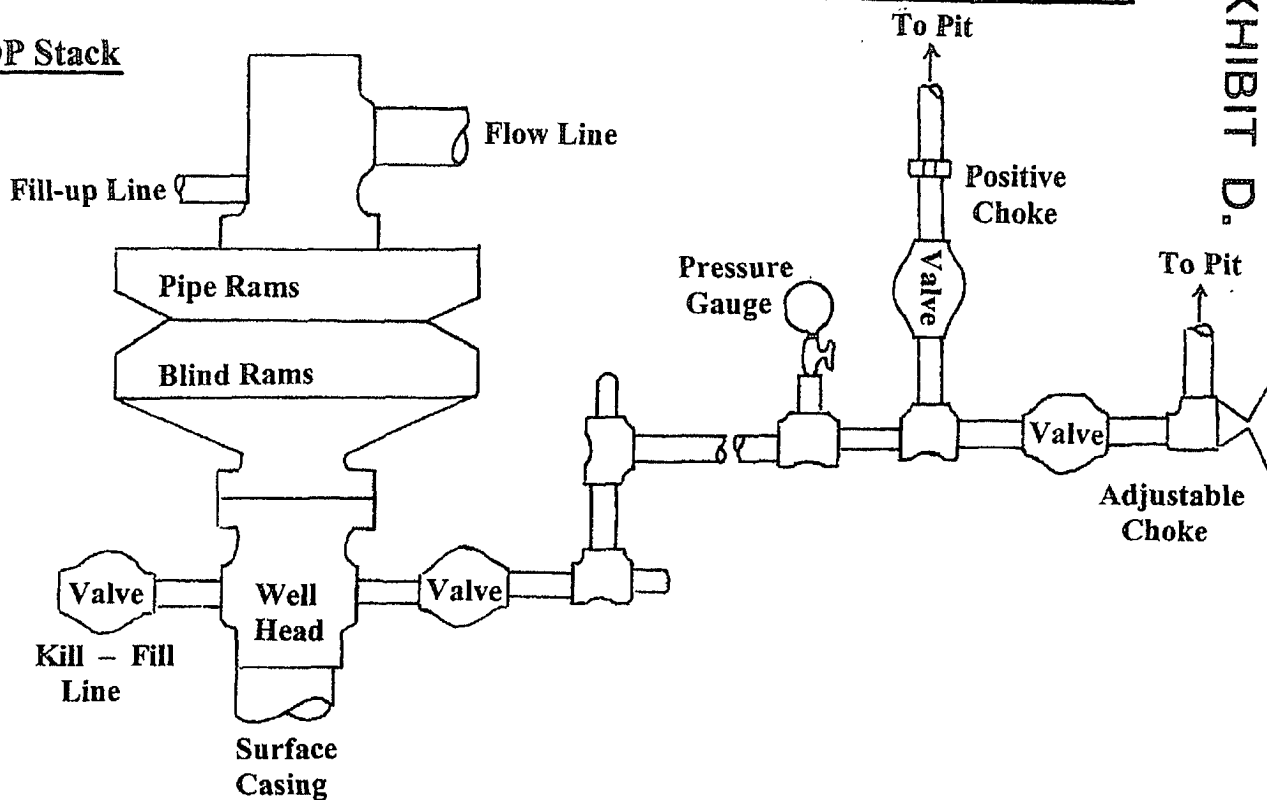 P Stack
To Pit
EXHIBIT D.
Flow Line
Fill-up Line
Positive
Choke
Valve
To Pit
Pipe Rams
Pressure
Gauge
Blind Rams
Valve
Adjustable
Choke
Valve
Well
Head
Valve
Kill – Fill
Line
Surface
Casing